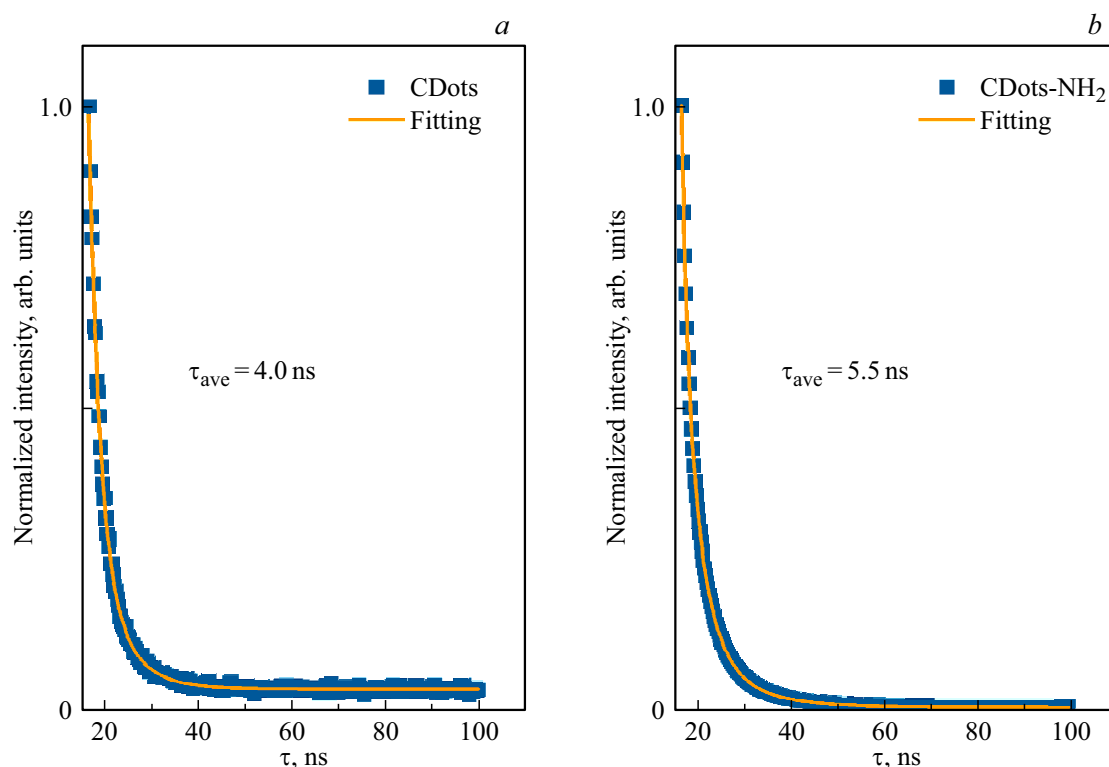 a
CDots
Fitting
1.0
Normalized intensity, arb. units
τave = 4.0 ns
0
20 40 60 80 100
τ, ns
b
CDots-NH2
Fitting
1.0
Normalized intensity, arb. units
τave = 5.5 ns
0
20 40 60 80 100
τ, ns